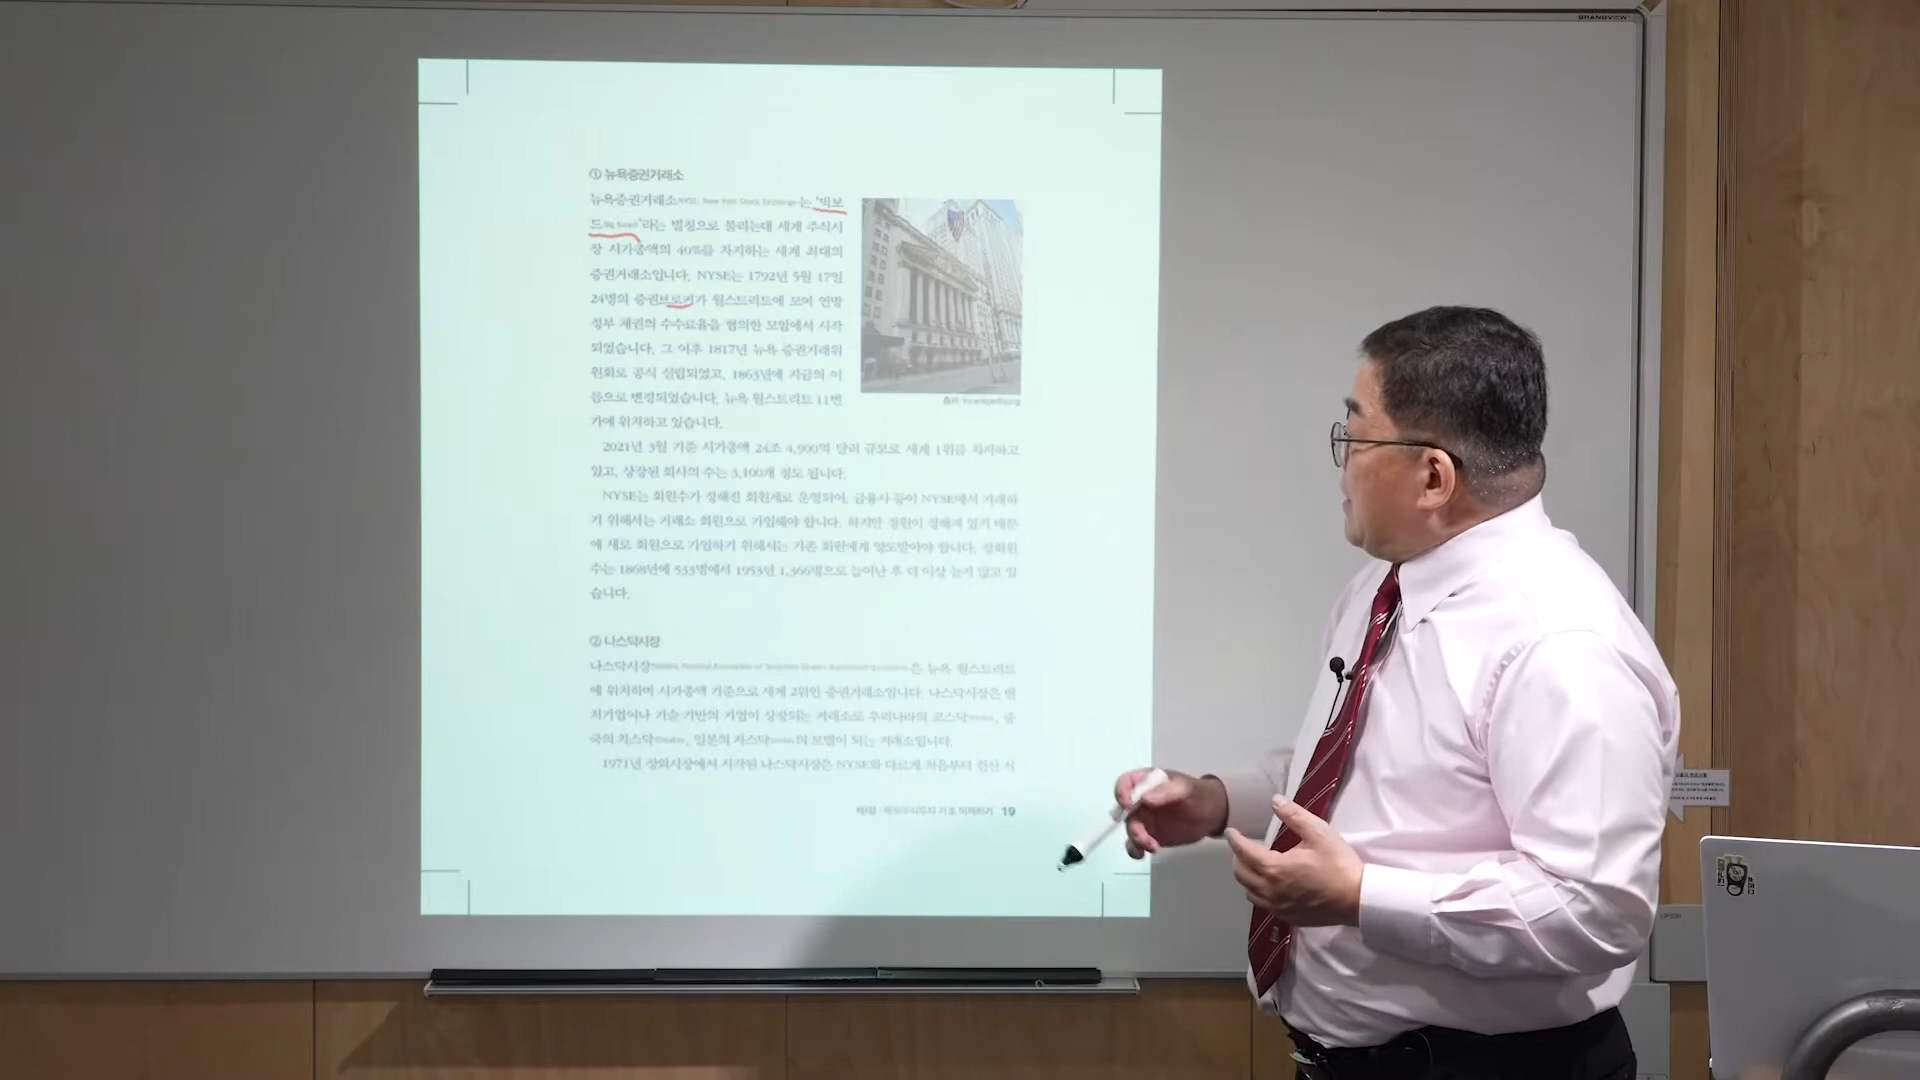 BRANDVIEW
① 뉴욕증권거래소
뉴욕증권거래소NYSE, New York Stock Exchange는 '빅보
드Big Board'라는 별칭으로 불리는데 세계 주식시
장 시가총액의 40%를 차지하는 세계 최대의
증권거래소입니다. NYSE는 1792년 5월 17일
24명의 증권브로커가 월스트리트에 모여 연방
정부 채권의 수수료율을 협의한 모임에서 시작
되었습니다. 그 이후 1817년 뉴욕 증권거래위
원회로 공식 설립되었고, 1863년에 지금의 이
름으로 변경되었습니다. 뉴욕 월스트리트 11번
가에 위치하고 있습니다.
출처:
2021년 3월 기준 시가총액 24조 4,900억 달러 규모로 세계 1위를 차지하고
있고, 상장된 회사의 수는 3,100개 정도 됩니다.
NYSE는 회원수가 정해진 회원제로 운영되어, 금융사 등이 NYSE에서 거래하
기 위해서는 거래소 회원으로 가입해야 합니다. 하지만 정원이 정해져 있기 때문
에 새로 회원으로 가입하기 위해서는 기존 회원에게 양도받아야 합니다. 정회원
수는 1868년에 533명에서 1953년 1,366명으로 늘어난 후 더 이상 늘지 않고 있
습니다.
② 나스닥시장
나스닥시장은 뉴욕 월스트리트
에 위치하며 시가총액 기준으로 세계 2위인 증권거래소입니다. 나스닥시장은 벤
처기업이나 기술 기반의 기업이 상장되는 거래소로 우리나라의 코스닥, 중
국의 차스닥, 일본의 자스닥의 모델이 되는 거래소입니다.
1971년 장외시장에서 시작된 나스닥시장은 NYSE와 다르게 처음부터 전산 시
제1장 · 해외주식투자 기초 이해하기 19